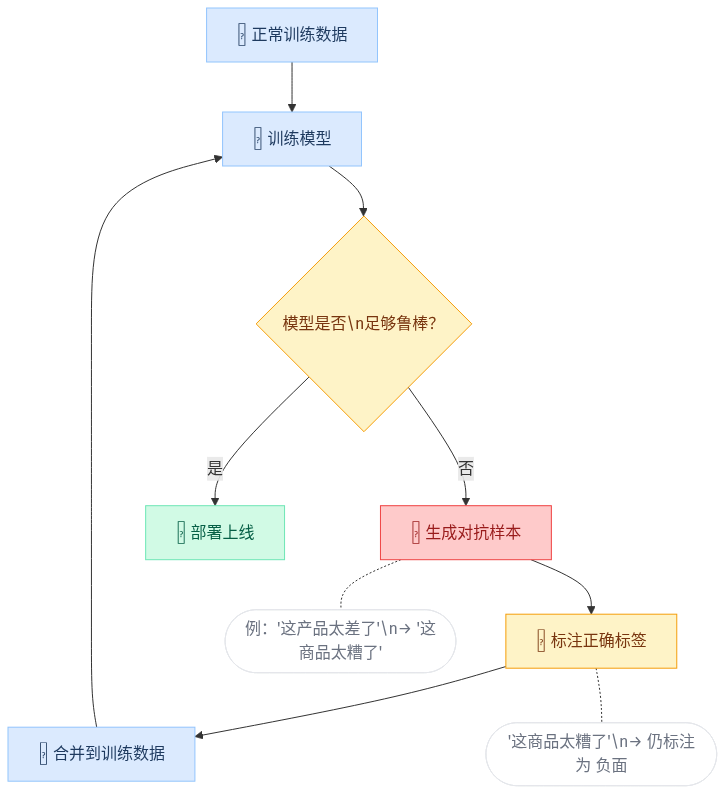 正常训练数据
训练模型
模型是否\n足够鲁棒？
是
否
部署上线
生成对抗样本
例：'这产品太差了'\n→ '这
商品太糟了'
标注正确标签
'这商品太糟了'\n→ 仍标注
为 负面
合并到训练数据